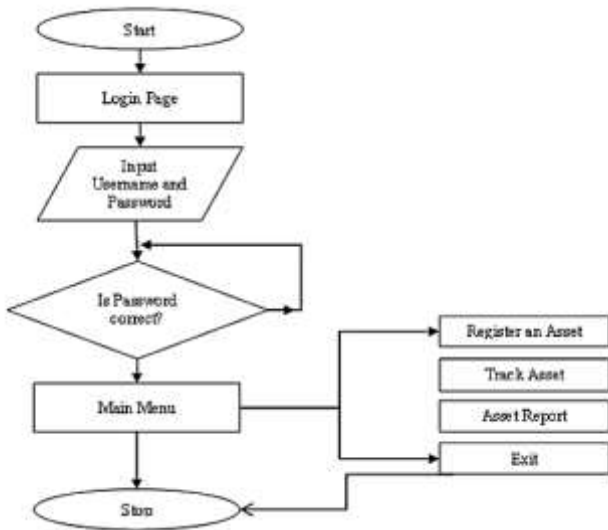 Start
Login Page
Input
Username and
Password
Is Password
correct?
Main Menu
Register an Asset
Track Asset
Asset Report
Exit
Stop